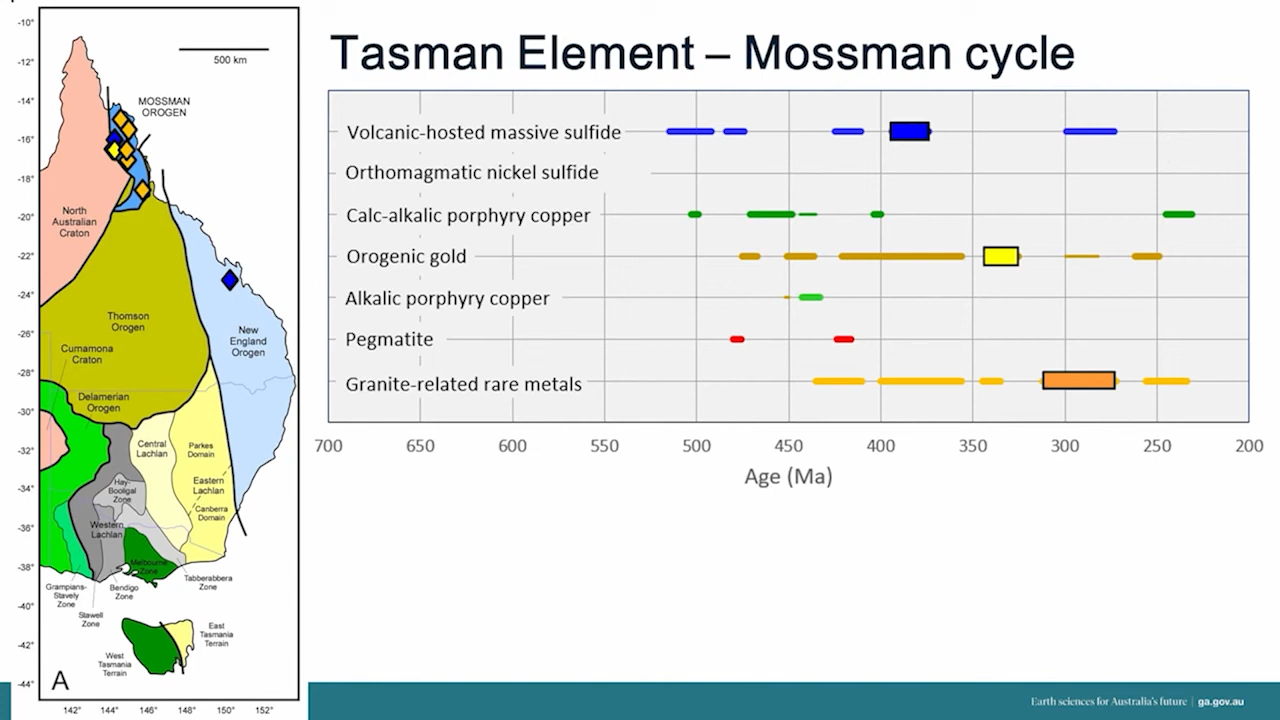 Tasman Element – Mossman cycle
-10°
-12°
-14°
-16°
-18°
-20°
-22°
-24°
-26°
-28°
-30°
-32°
-34°
-36°
-38°
-40°
-42°
-44°
142°
144°
146°
148°
150°
152°
500 km
MOSSMAN
OROGEN
North
Australian
Craton
Thomson
Orogen
New
England
Orogen
Curnamona
Craton
Delamerian
Orogen
Central
Lachlan
Parkes
Domain
Hay-
Booligal
Zone
Eastern
Lachlan
Canberra
Domain
Western
Lachlan
Melbourne
Zone
Tabberabbera
Zone
Grampians-
Stavely
Zone
Bendigo
Zone
Stawell
Zone
East
Tasmania
Terrain
West
Tasmania
Terrain
A
Volcanic-hosted massive sulfide
Orthomagmatic nickel sulfide
Calc-alkalic porphyry copper
Orogenic gold
Alkalic porphyry copper
Pegmatite
Granite-related rare metals
700
650
600
550
500
450
400
350
300
250
200
Age (Ma)
Earth sciences for Australia's future | ga.gov.au